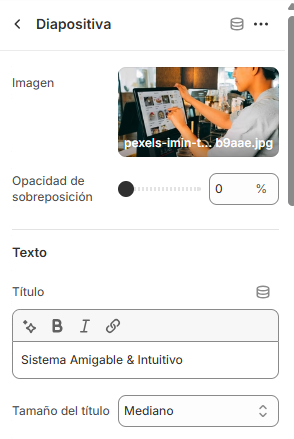 Diapositiva
Imagen
pexels-imin-t... b9aae.jpg
Opacidad de
sobreposición
0 %
Texto
Título
B I
Sistema Amigable & Intuitivo
Tamaño del título
Mediano